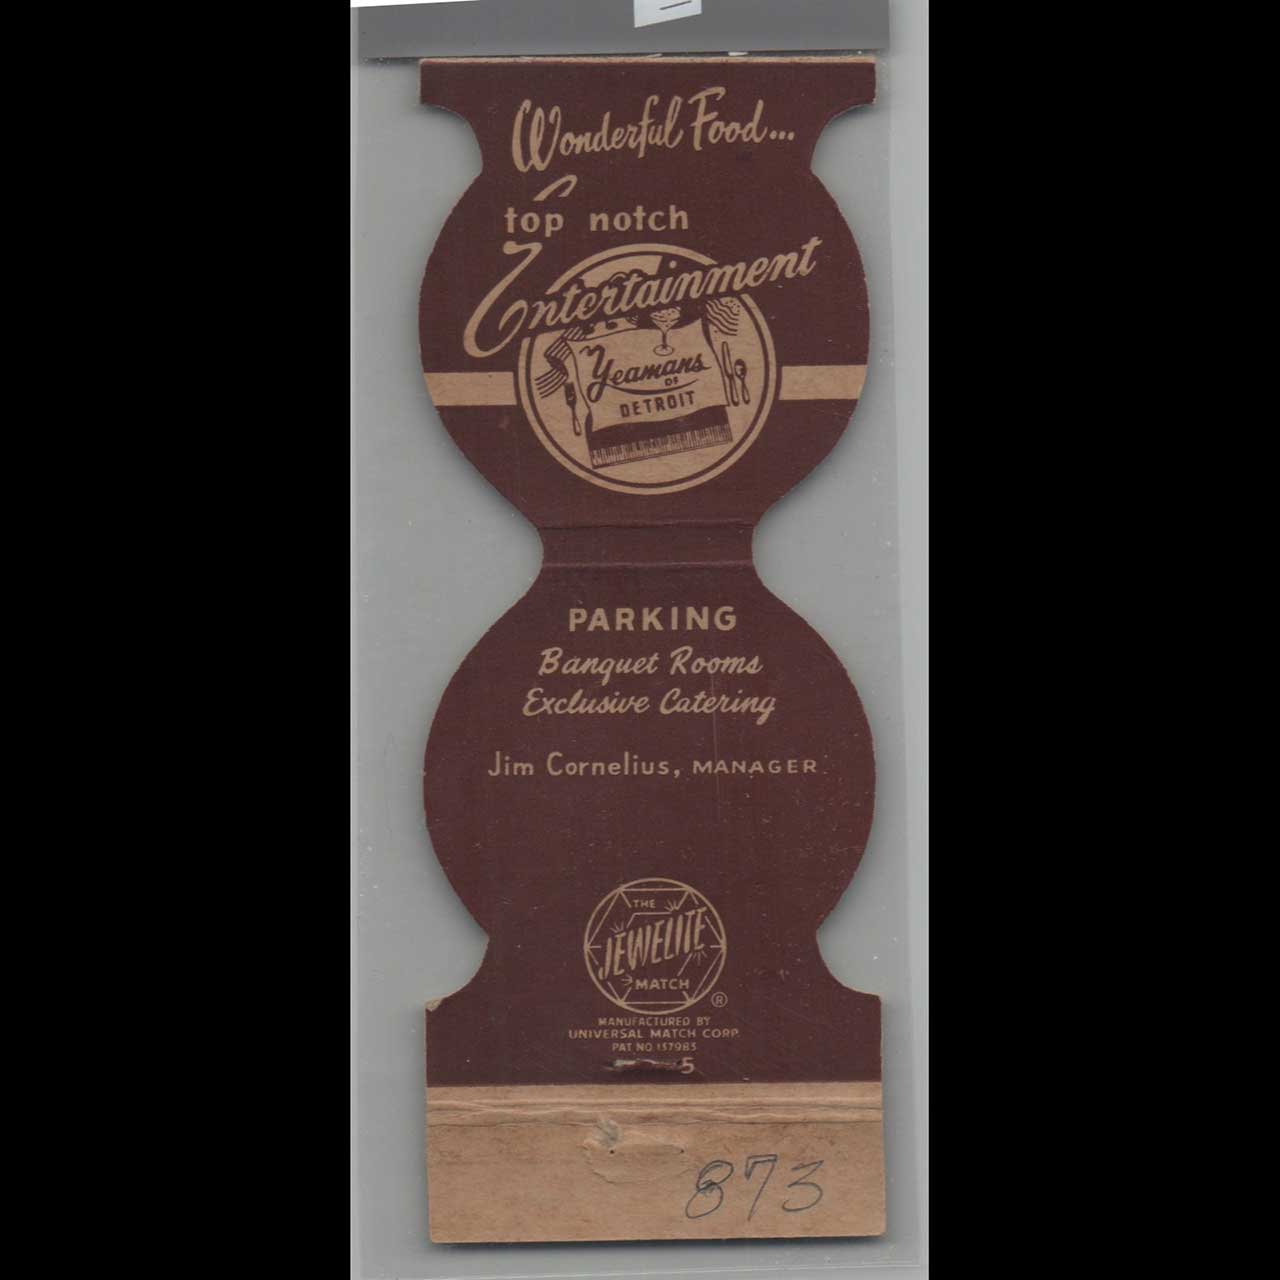 Wonderful Food...
top notch
Entertainment
Yeamans
OF
DETROIT
PARKING
Banquet Rooms
Exclusive Catering
Jim Cornelius, MANAGER
THE
JEWELITE
MATCH
®
MANUFACTURED BY
UNIVERSAL MATCH CORP.
PAT NO 137983
5
873